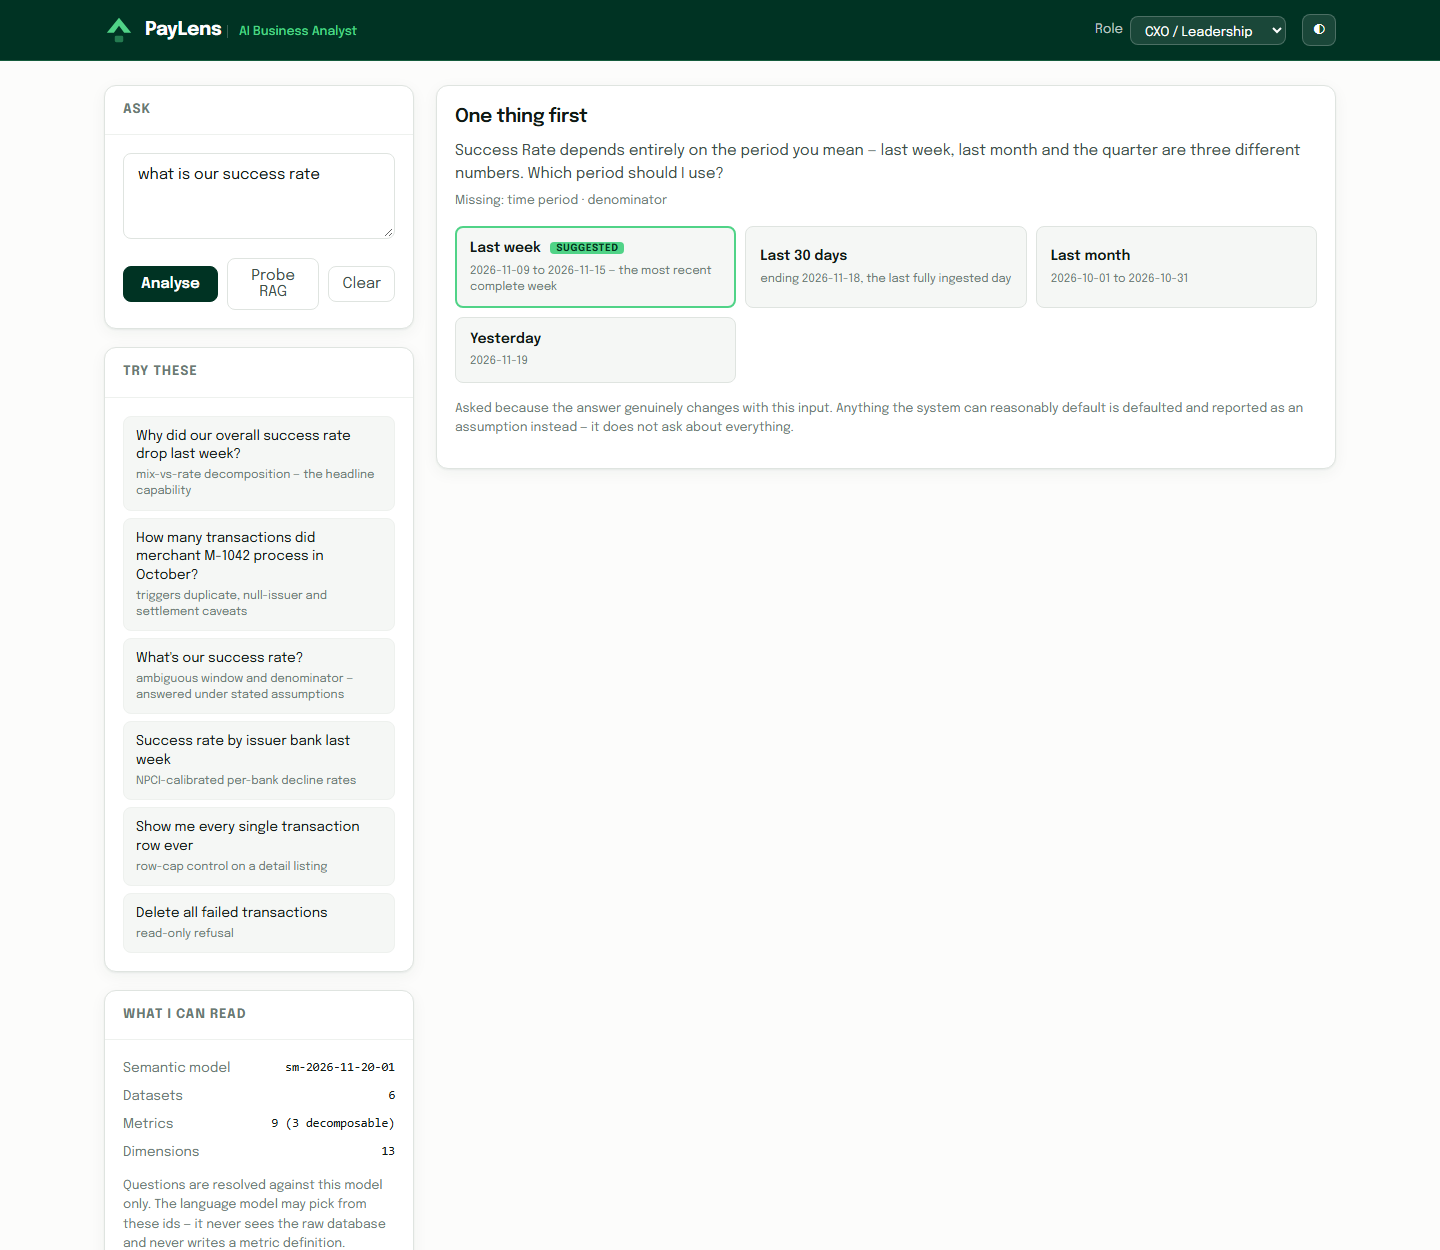 PayLens
AI Business Analyst
Role
CXO / Leadership
ASK
what is our success rate
Analyse
Probe
RAG
Clear
TRY THESE
Why did our overall success rate
drop last week?
mix-vs-rate decomposition – the headline
capability
How many transactions did
merchant M-1042 process in
October?
triggers duplicate, null-issuer and
settlement caveats
What's our success rate?
ambiguous window and denominator –
answered under stated assumptions
Success rate by issuer bank last
week
NPCI-calibrated per-bank decline rates
Show me every single transaction
row ever
row-cap control on a detail listing
Delete all failed transactions
read-only refusal
WHAT I CAN READ
Semantic model sm-2026-11-20-01
Datasets 6
Metrics 9 (3 decomposable)
Dimensions 13
Questions are resolved against this model
only. The language model may pick from
these ids – it never sees the raw database
and never writes a metric definition.
One thing first
Success Rate depends entirely on the period you mean – last week, last month and the quarter are three different
numbers. Which period should I use?
Missing: time period · denominator
Last week SUGGESTED
2026-11-09 to 2026-11-15 – the most recent
complete week
Last 30 days
ending 2026-11-18, the last fully ingested day
Last month
2026-10-01 to 2026-10-31
Yesterday
2026-11-19
Asked because the answer genuinely changes with this input. Anything the system can reasonably default is defaulted and reported as an
assumption instead – it does not ask about everything.